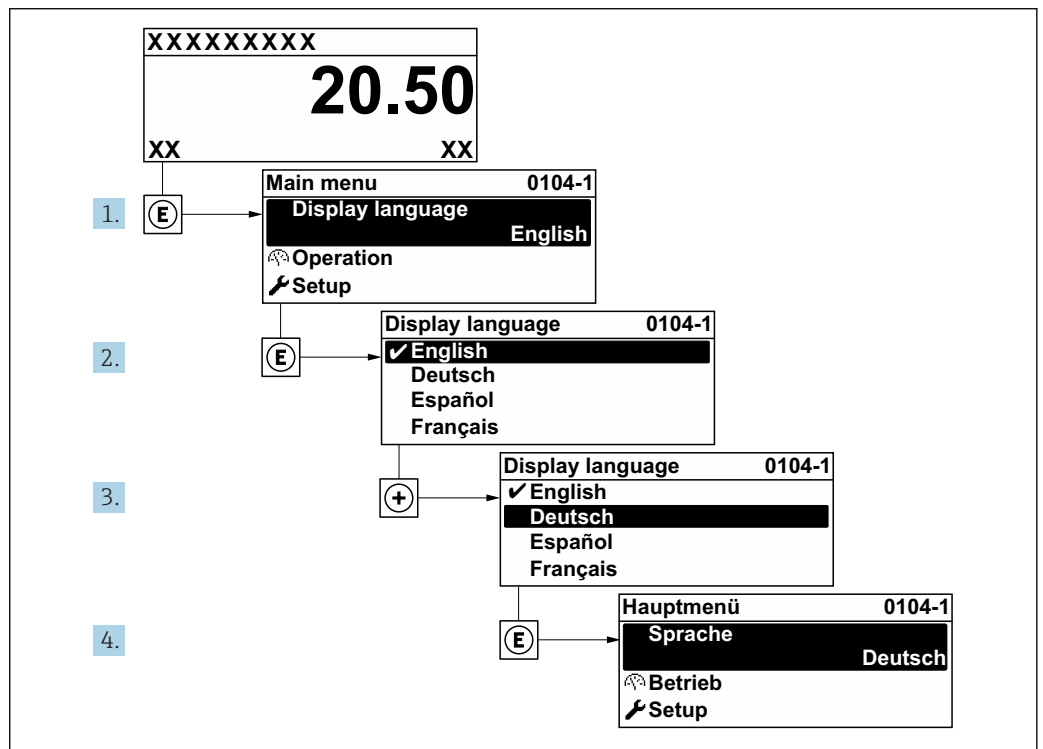 XXXXXXXXX
20.50
XX XX
1. E
Main menu 0104-1
Display language
English
Operation
Setup
2. E
Display language 0104-1
✔ English
Deutsch
Español
Français
3. +
Display language 0104-1
✔ English
Deutsch
Español
Français
4. E
Hauptmenü 0104-1
Sprache
Deutsch
Betrieb
Setup